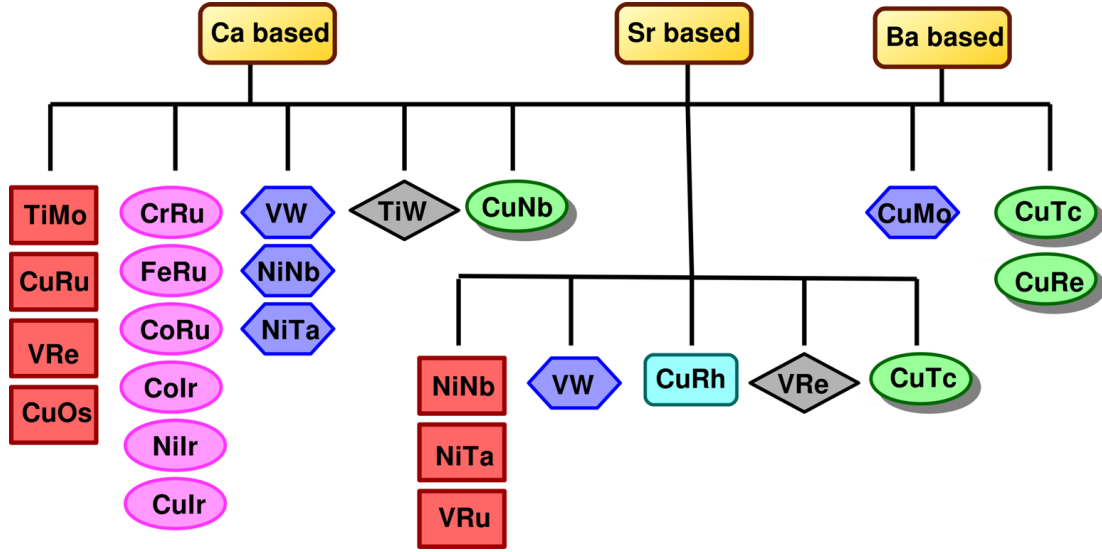 Ca based
Sr based
Ba based
TiMo
CuRu
VRe
CuOs
CrRu
FeRu
CoRu
CoIr
NiIr
CuIr
VW
NiNb
NiTa
TiW
CuNb
NiNb
NiTa
VRu
VW
CuRh
VRe
CuTc
CuMo
CuTc
CuRe